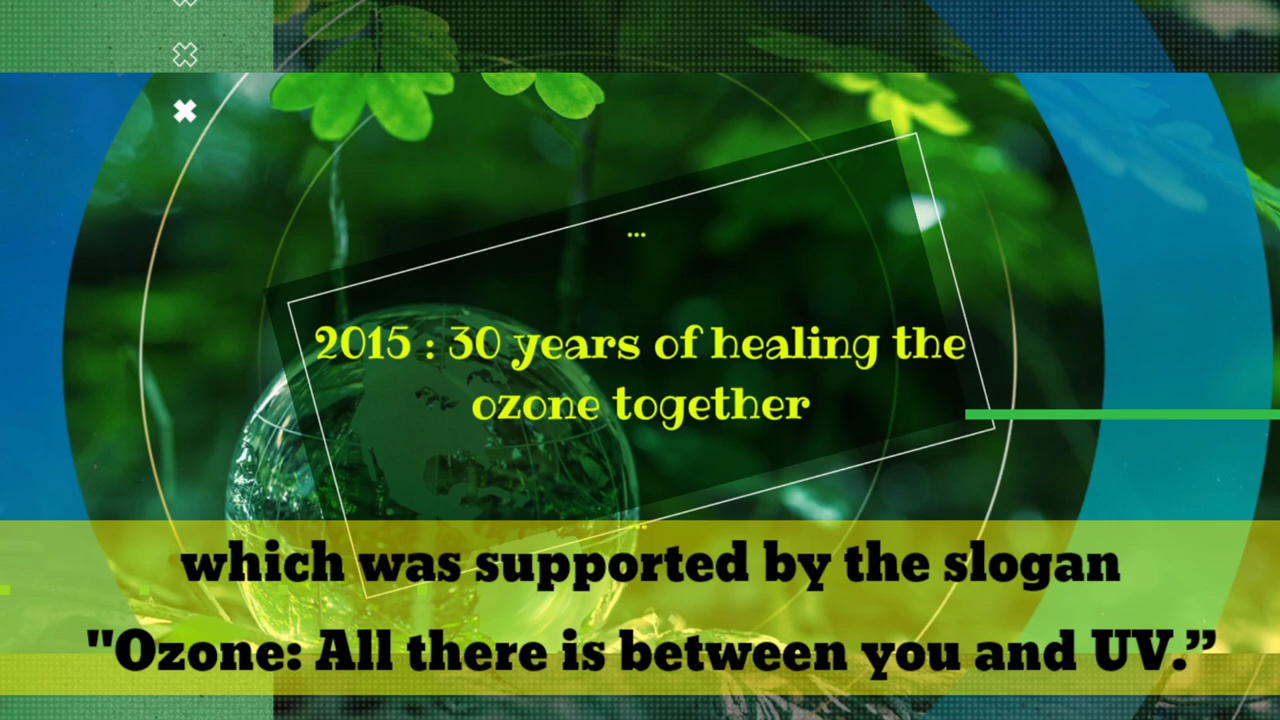 ...
2015 : 30 years of healing the
ozone together
...
which was supported by the slogan
"Ozone: All there is between you and UV.”